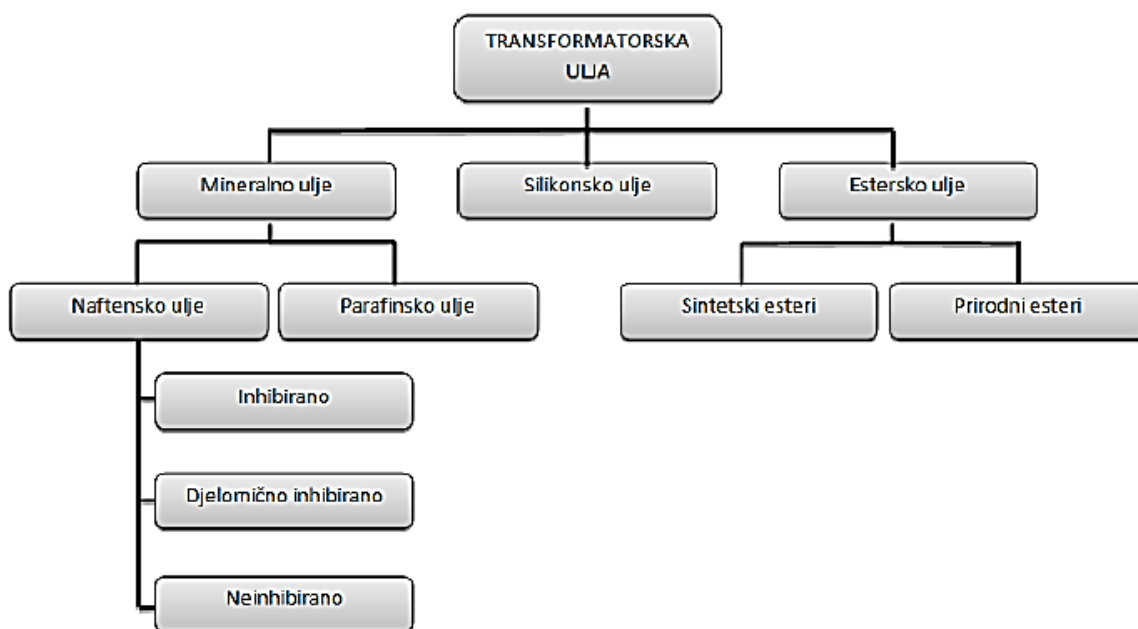 TRANSFORMATORSKA
ULJA
Mineralno ulje
Silikonsko ulje
Estersko ulje
Naftensko ulje
Parafinsko ulje
Sintetski esteri
Prirodni esteri
Inhibirano
Djelomično inhibirano
Neinhibirano